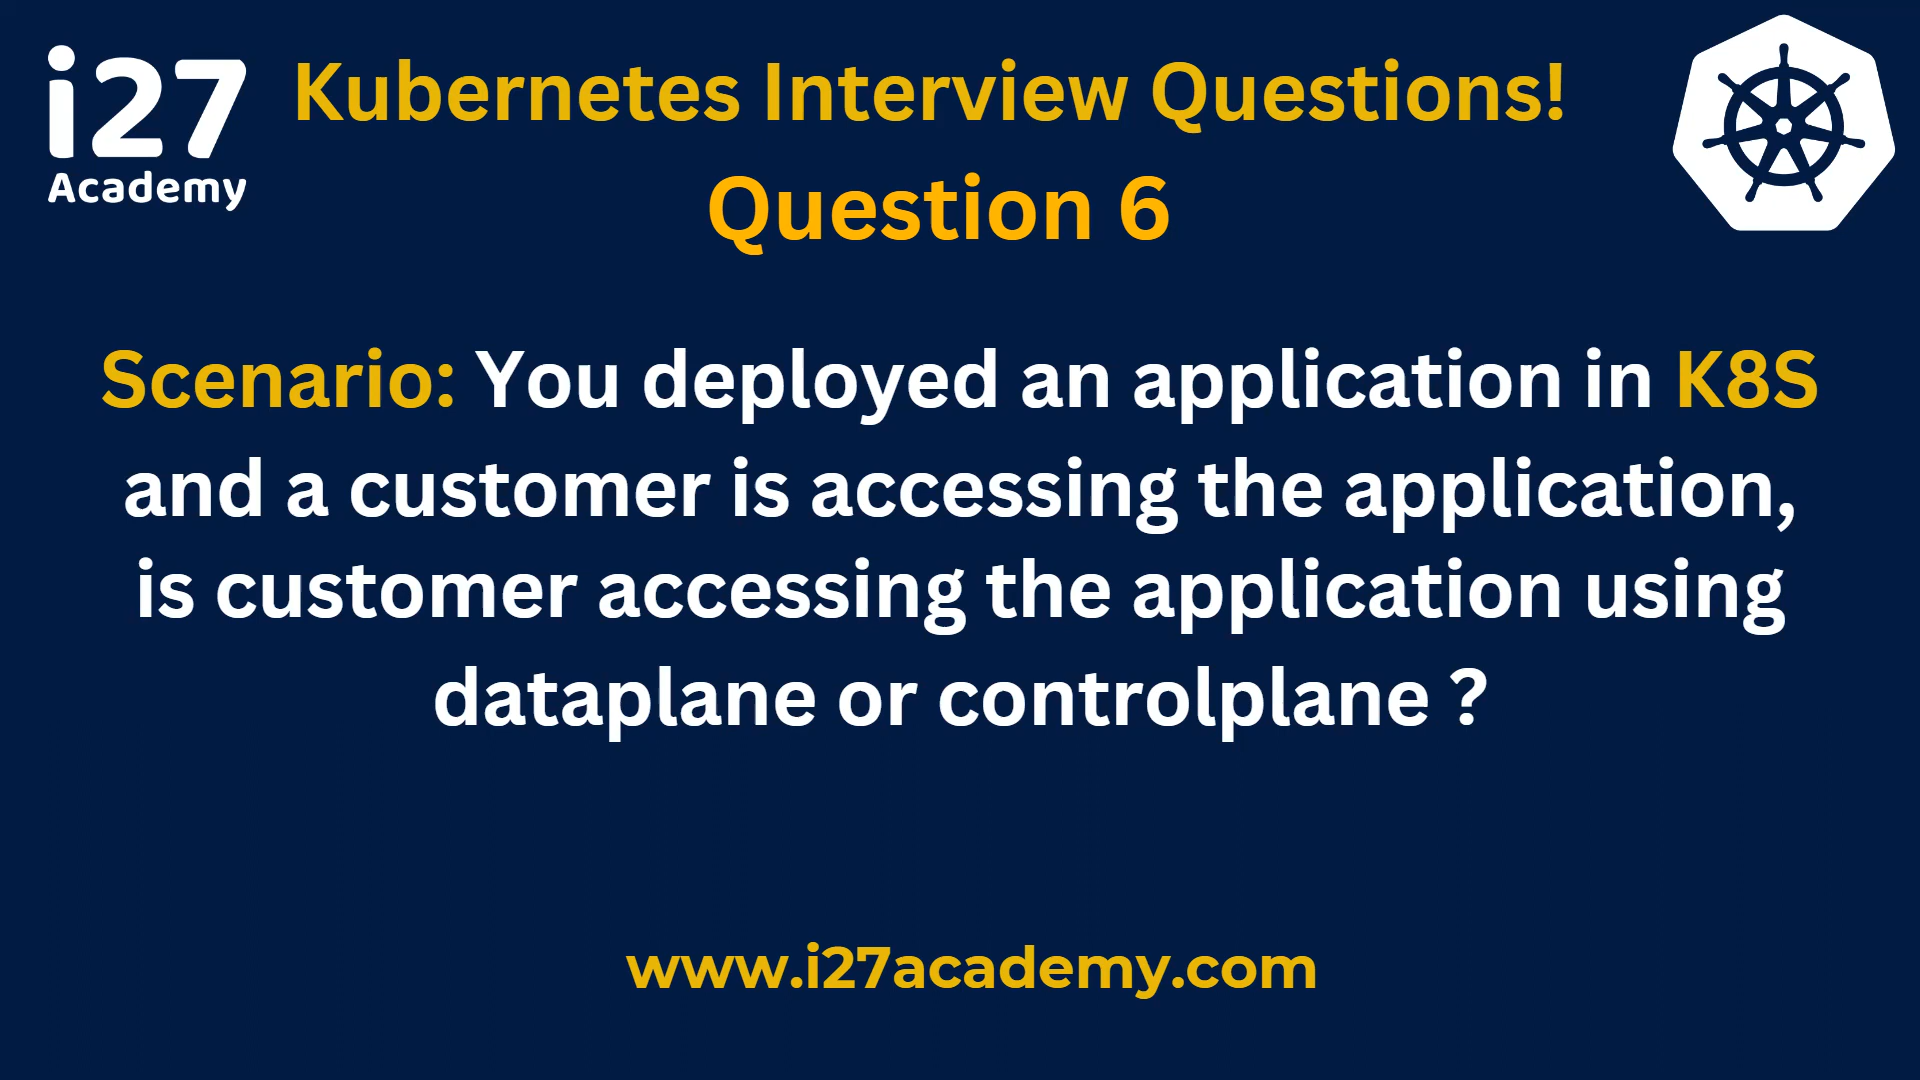 i27
Academy
Kubernetes Interview Questions!
Question 6
Scenario: You deployed an application in K8S
and a customer is accessing the application,
is customer accessing the application using
dataplane or controlplane ?
www.i27academy.com